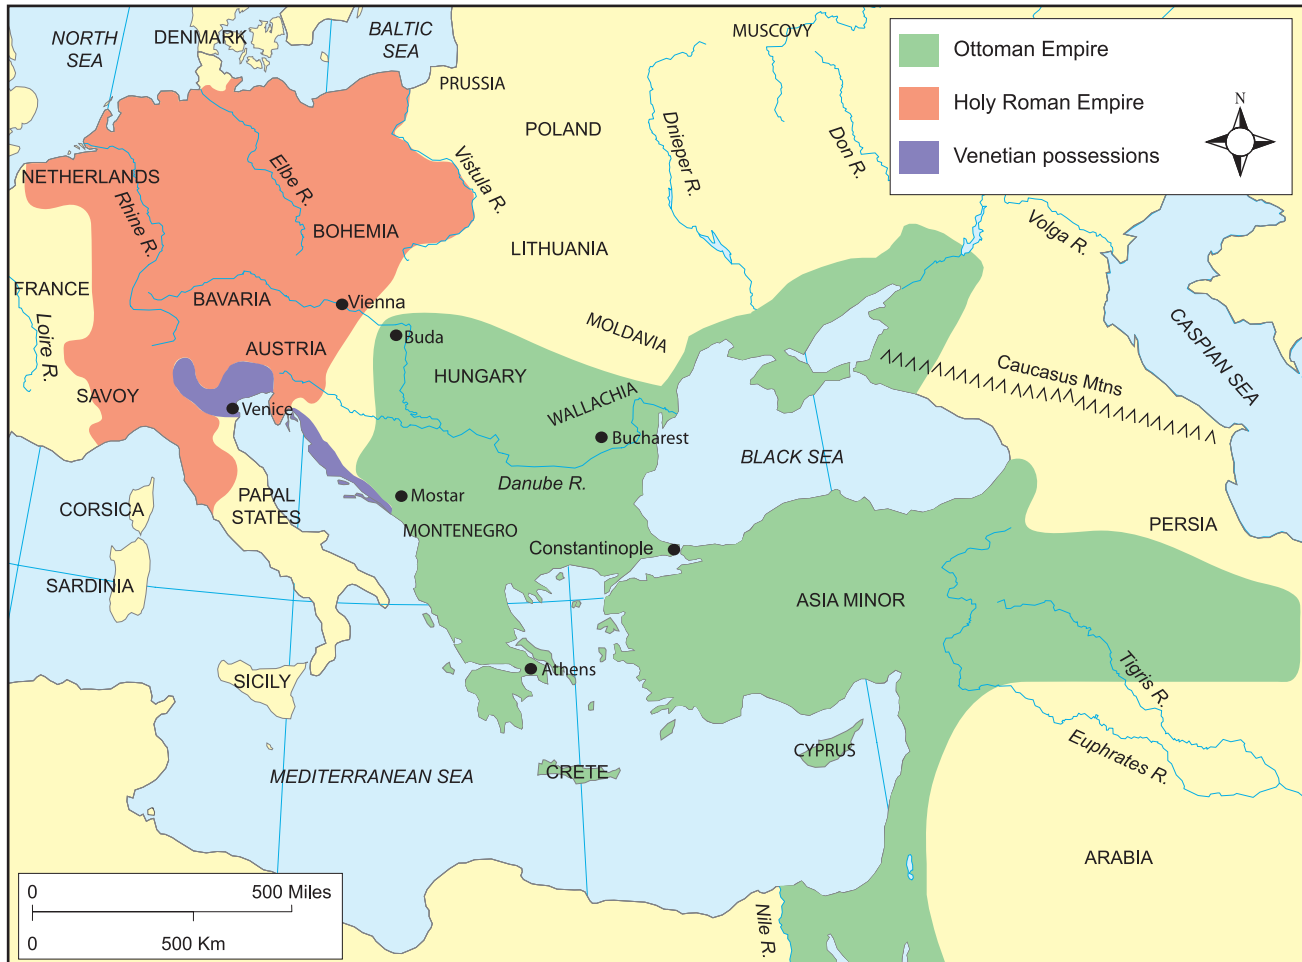 NORTH
SEA
DENMARK
BALTIC
SEA
MUSCOVY
PRUSSIA
POLAND
Dnieper R.
Don R.
Ottoman Empire
Holy Roman Empire
Venetian possessions
N
NETHERLANDS
Rhine R.
Elbe R.
Vistula R.
BOHEMIA
LITHUANIA
Volga R.
FRANCE
Loire R.
BAVARIA
Vienna
AUSTRIA
Buda
MOLDAVIA
HUNGARY
WALLACHIA
Caucasus Mtns
CASPIAN SEA
SAVOY
Venice
Bucharest
BLACK SEA
Danube R.
Mostar
MONTENEGRO
CORSICA
PAPAL
STATES
Constantinople
PERSIA
SARDINIA
ASIA MINOR
SICILY
Athens
Tigris R.
Euphrates R.
CYPRUS
CRETE
MEDITERRANEAN SEA
ARABIA
Nile R.
0 500 Miles
0 500 Km